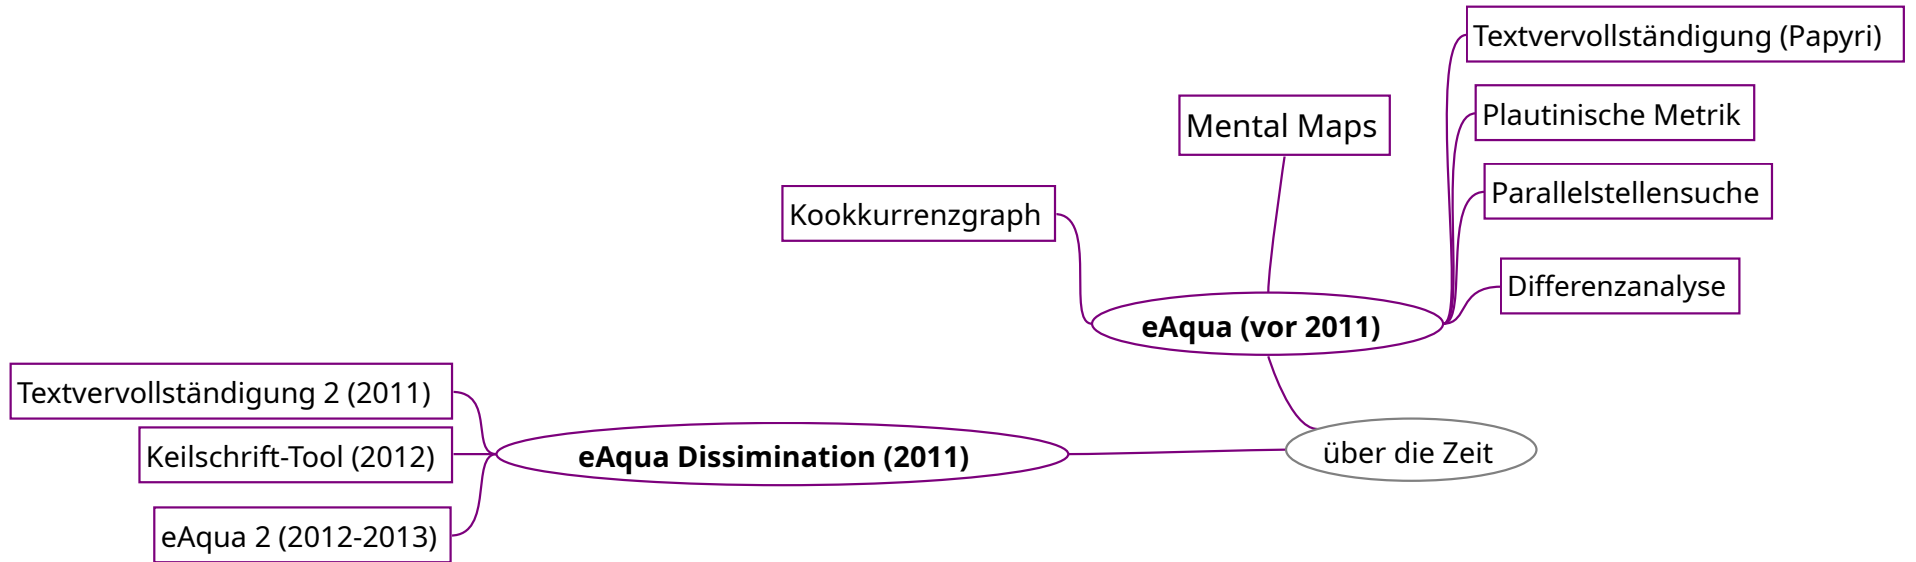 Textvervollständigung (Papyri)
Mental Maps
Plautinische Metrik
Kookkurrenzgraph
Parallelstellensuche
Differenzanalyse
eAqua (vor 2011)
Textvervollständigung 2 (2011)
Keilschrift-Tool (2012)
eAqua Dissimination (2011)
über die Zeit
eAqua 2 (2012-2013)